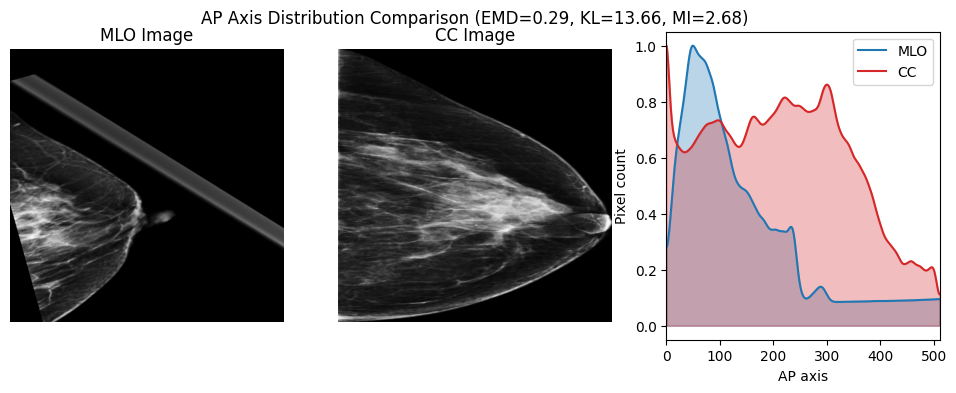 AP Axis Distribution Comparison (EMD=0.29, KL=13.66, MI=2.68)
MLO Image
CC Image
MLO
CC
Pixel count
1.0
0.8
0.6
0.4
0.2
0.0
0 100 200 300 400 500
AP axis